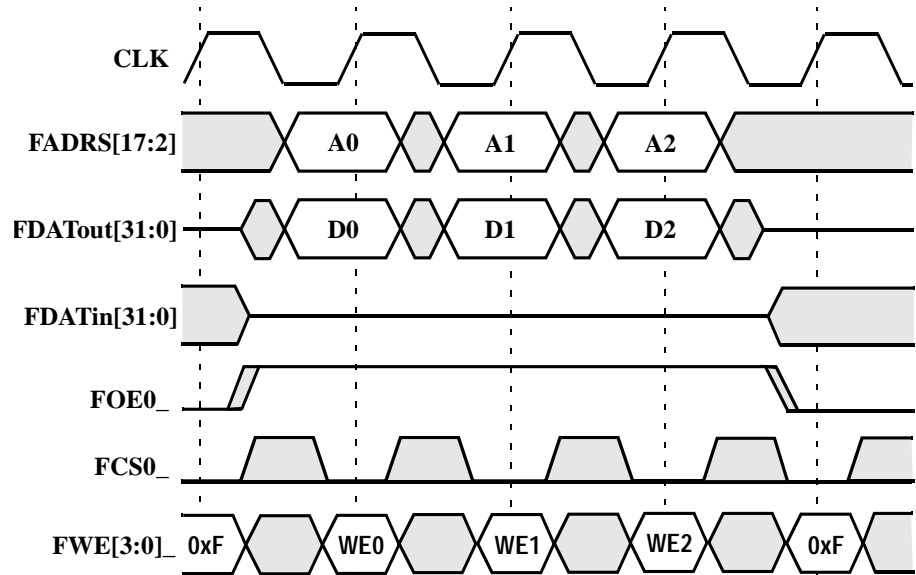 CLK
FADRS[17:2] A0 A1 A2
FDATout[31:0] D0 D1 D2
FDATin[31:0]
FOE0_
FCS0_
FWE[3:0]_ 0xF WE0 WE1 WE2 0xF